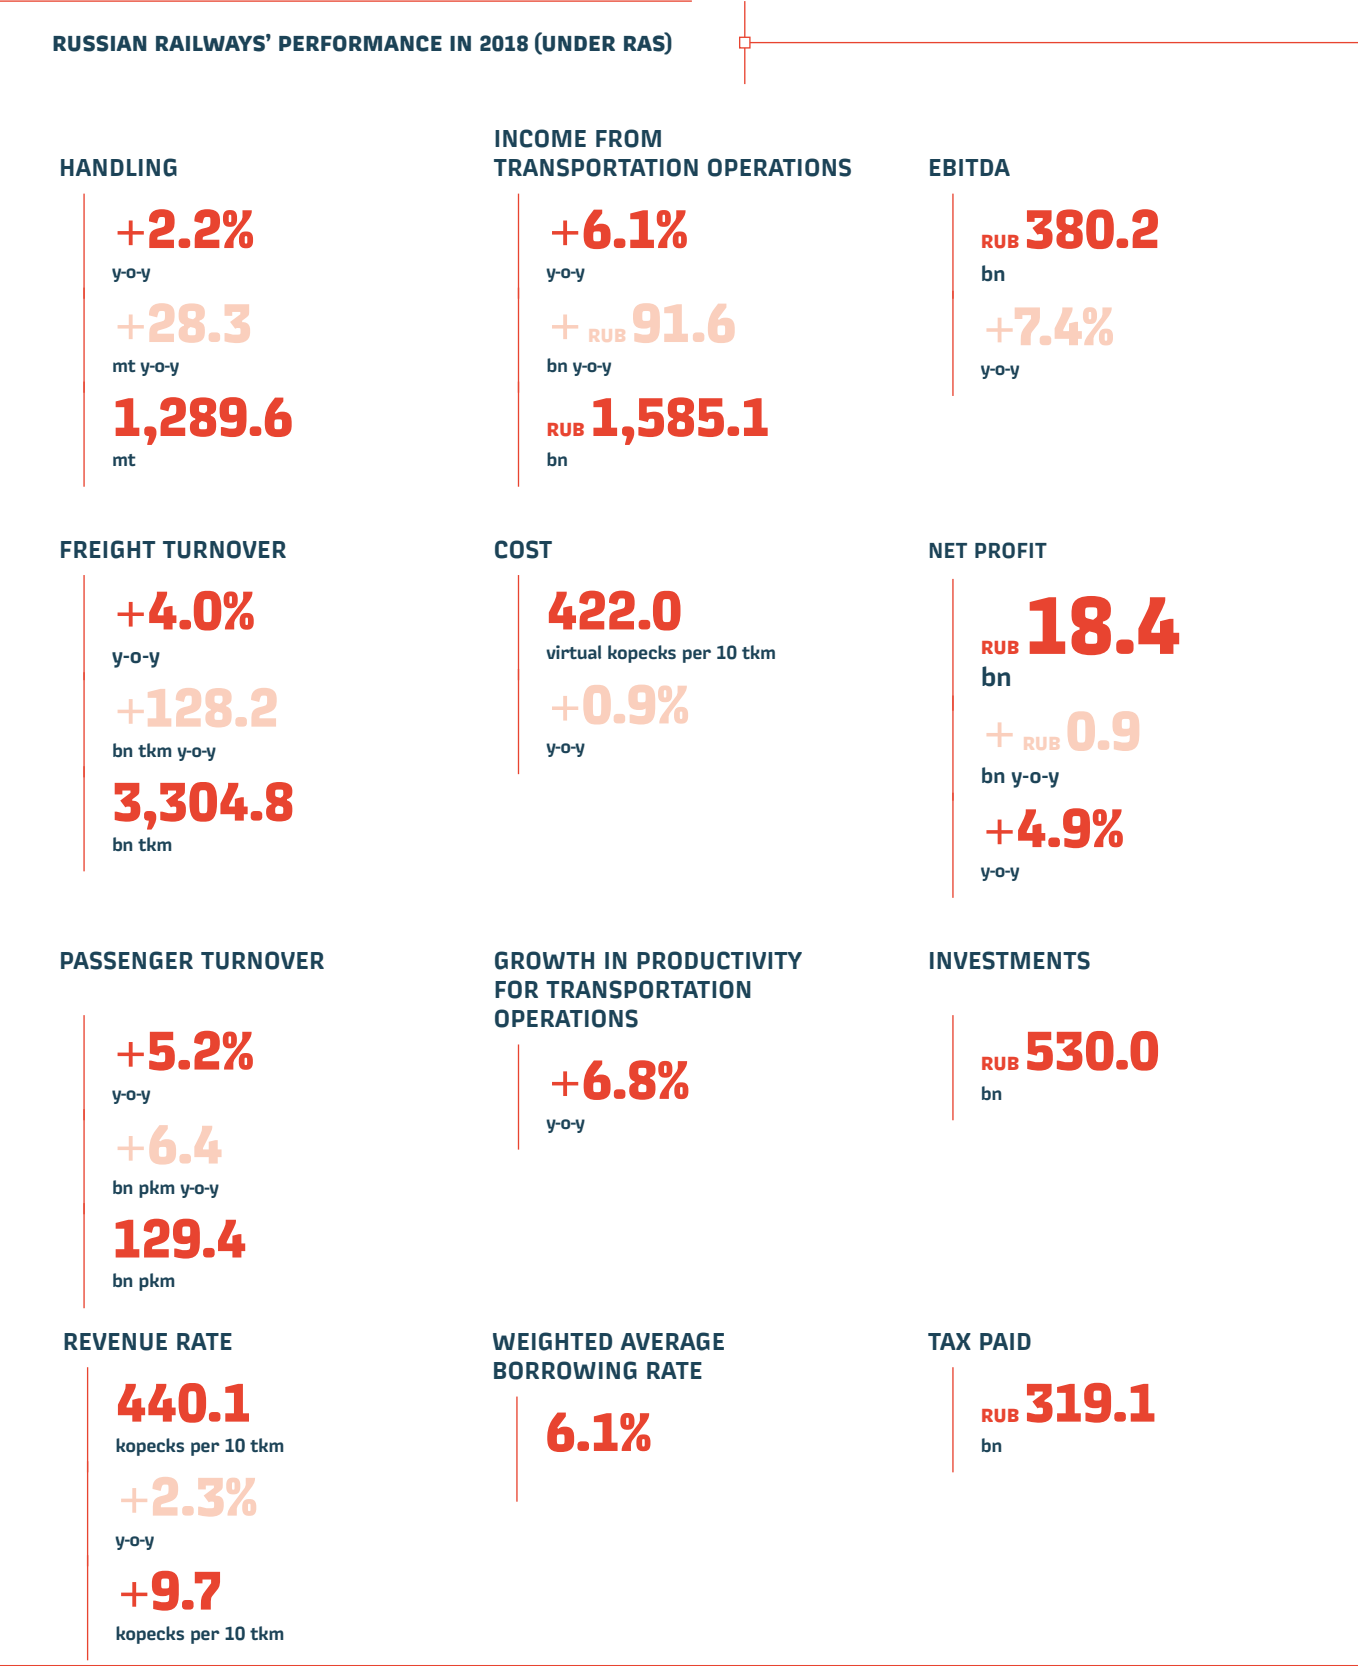 RUSSIAN RAILWAYS’ PERFORMANCE IN 2018 (UNDER RAS)
HANDLING
+2.2%
y-o-y
+28.3
mt y-o-y
1,289.6
mt
INCOME FROM
TRANSPORTATION OPERATIONS
+6.1%
y-o-y
+ RUB 91.6
bn y-o-y
RUB 1,585.1
bn
EBITDA
RUB 380.2
bn
+7.4%
y-o-y
FREIGHT TURNOVER
+4.0%
y-o-y
+128.2
bn tkm y-o-y
3,304.8
bn tkm
COST
422.0
virtual kopecks per 10 tkm
+0.9%
y-o-y
NET PROFIT
RUB 18.4
bn
+ RUB 0.9
bn y-o-y
+4.9%
y-o-y
PASSENGER TURNOVER
+5.2%
y-o-y
+6.4
bn pkm y-o-y
129.4
bn pkm
GROWTH IN PRODUCTIVITY
FOR TRANSPORTATION
OPERATIONS
+6.8%
y-o-y
INVESTMENTS
RUB 530.0
bn
REVENUE RATE
440.1
kopecks per 10 tkm
+2.3%
y-o-y
+9.7
kopecks per 10 tkm
WEIGHTED AVERAGE
BORROWING RATE
6.1%
TAX PAID
RUB 319.1
bn